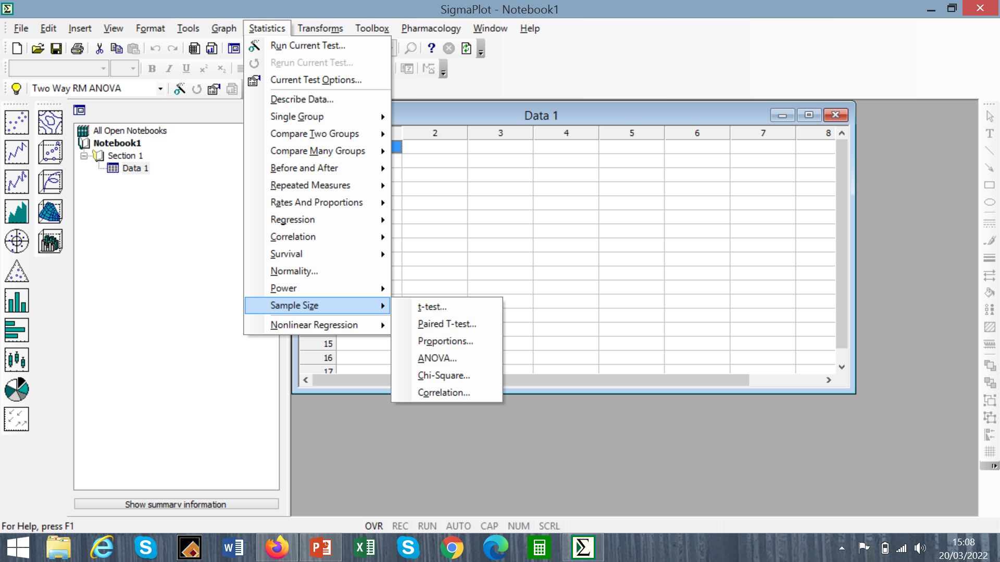 SigmaPlot - Notebook1
File Edit Insert View Format Tools Graph Statistics Transforms Toolbox Pharmacology Window Help
Run Current Test...
Rerun Current Test...
B I U x² x₂
Two Way RM ANOVA
Current Test Options...
Describe Data...
Single Group
Compare Two Groups
Compare Many Groups
Before and After
Repeated Measures
Rates And Proportions
Regression
Correlation
Survival
Normality...
Power
Sample Size
Nonlinear Regression
t-test...
Paired T-test...
Proportions...
ANOVA...
Chi-Square...
Correlation...
All Open Notebooks
Notebook1
Section 1
Data 1
Show summary information
Data 1
2 3 4 5 6 7 8
15
16
17
For Help, press F1
OVR REC RUN AUTO CAP NUM SCRL
15:08
20/03/2022